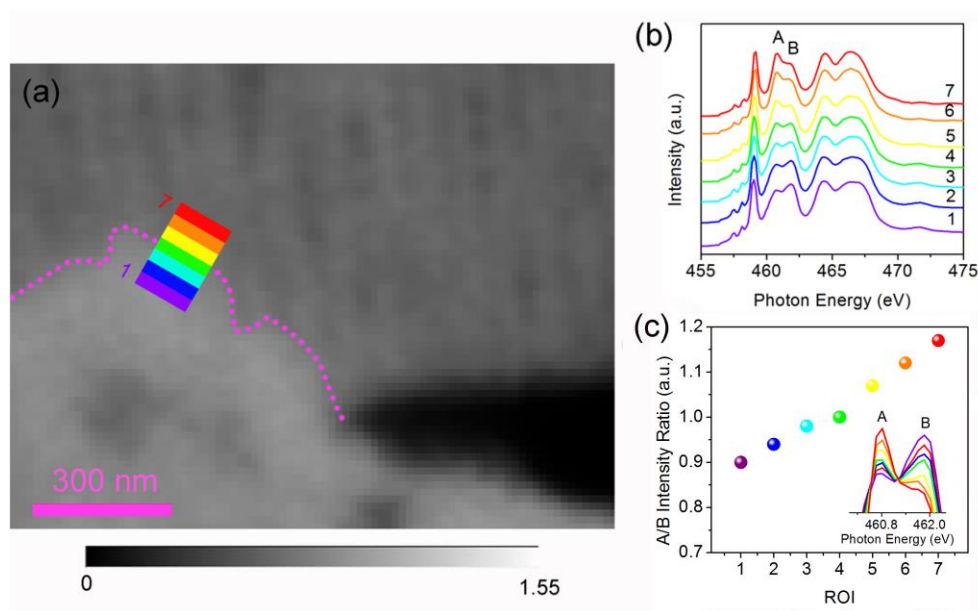 (a)
7
1
300 nm
0 1.55
(b)
A
B
7
6
5
4
3
2
1
Intensity (a.u.)
455 460 465 470 475
Photon Energy (eV)
(c)
1.2
1.1
1.0
0.9
0.8
0.7
A/B Intensity Ratio (a.u.)
A B
460.8 462.0
Photon Energy (eV)
1 2 3 4 5 6 7
ROI